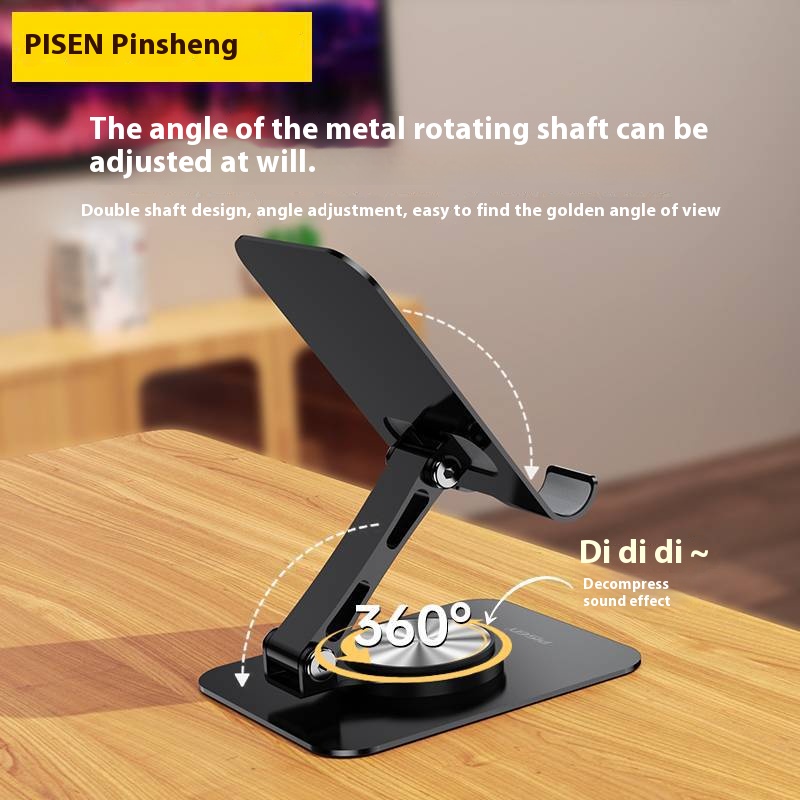 PISEN Pinsheng
The angle of the metal rotating shaft can be
adjusted at will.
Double shaft design, angle adjustment, easy to find the golden angle of view
Di di di ~
Decompress
sound effect
360°
PISEN